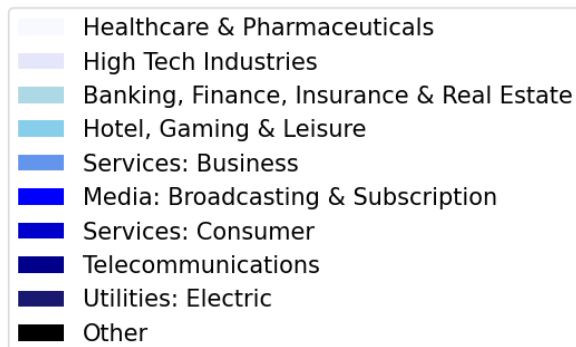 Healthcare & Pharmaceuticals
High Tech Industries
Banking, Finance, Insurance & Real Estate
Hotel, Gaming & Leisure
Services: Business
Media: Broadcasting & Subscription
Services: Consumer
Telecommunications
Utilities: Electric
Other